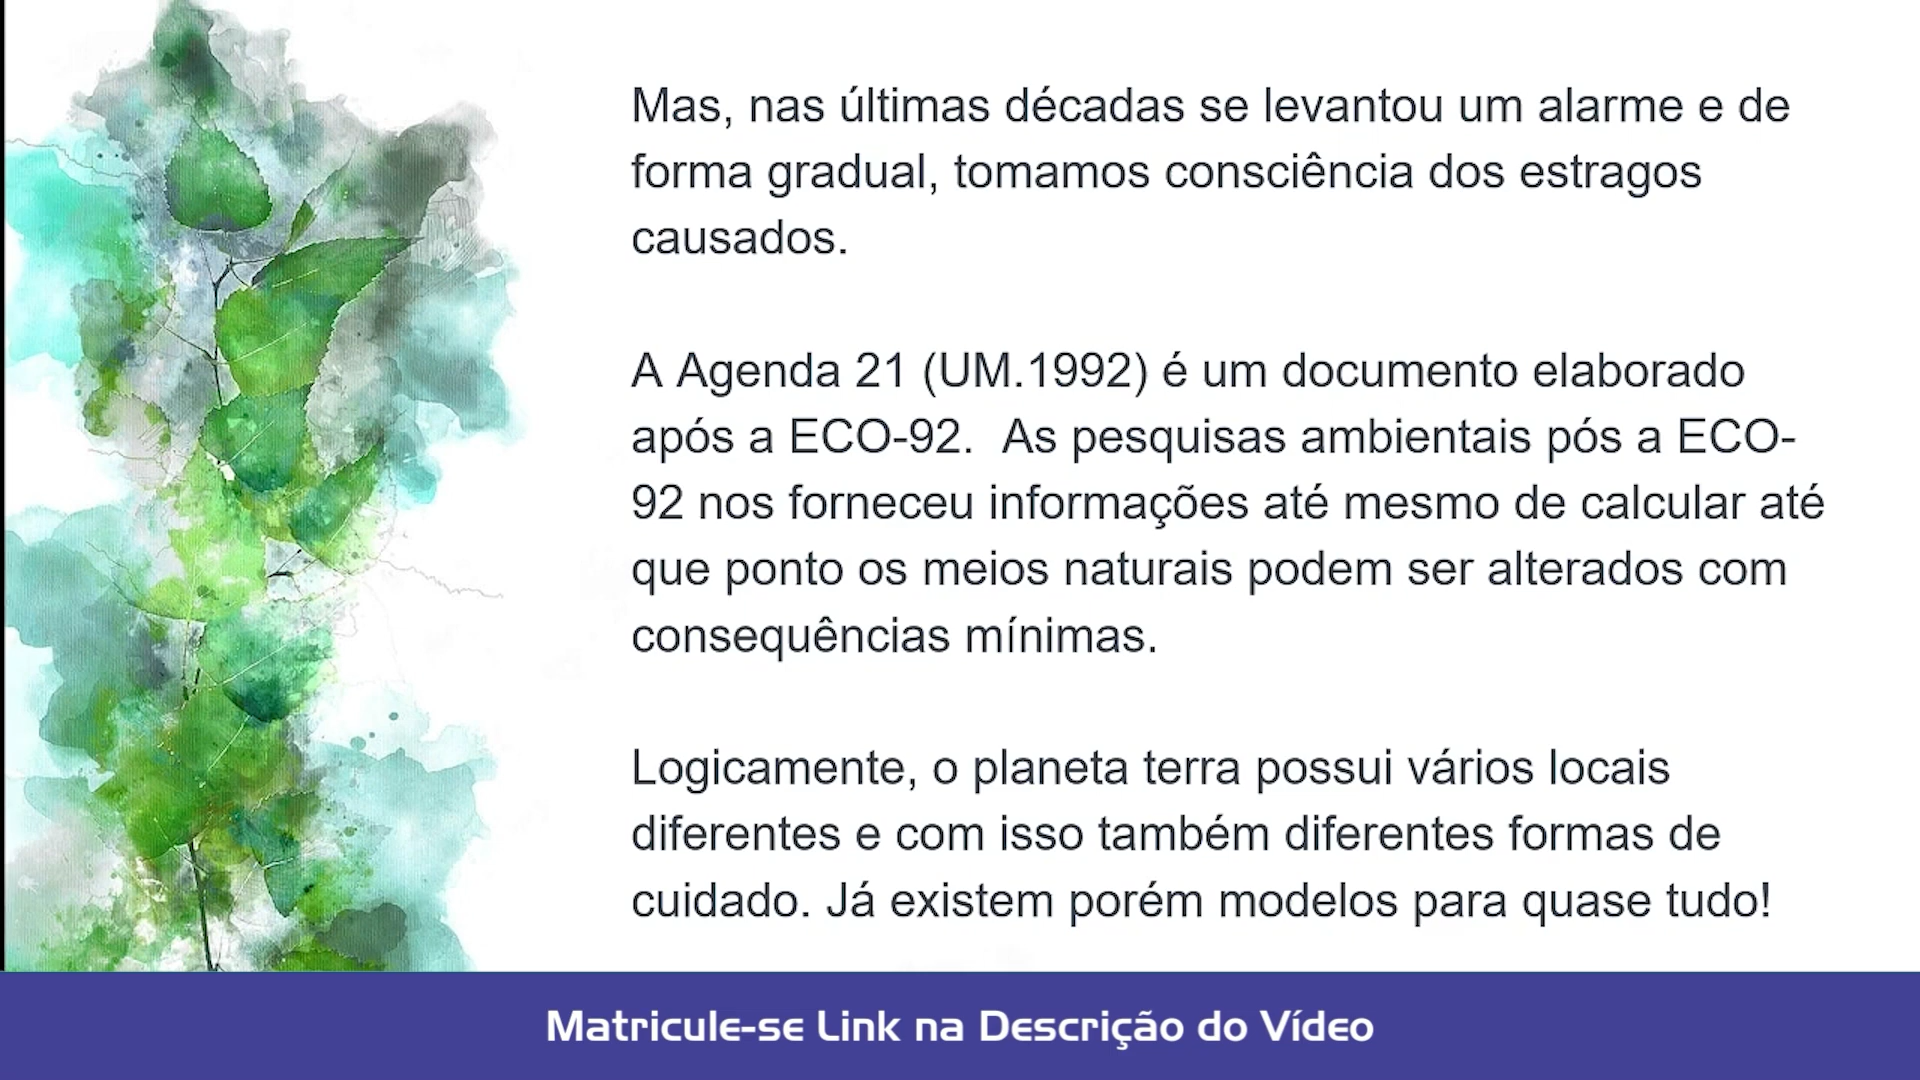 Mas, nas últimas décadas se levantou um alarme e de
forma gradual, tomamos consciência dos estragos
causados.
A Agenda 21 (UM.1992) é um documento elaborado
após a ECO-92.  As pesquisas ambientais pós a ECO-
92 nos forneceu informações até mesmo de calcular até
que ponto os meios naturais podem ser alterados com
consequências mínimas.
Logicamente, o planeta terra possui vários locais
diferentes e com isso também diferentes formas de
cuidado. Já existem porém modelos para quase tudo!
Matricule-se Link na Descrição do Vídeo